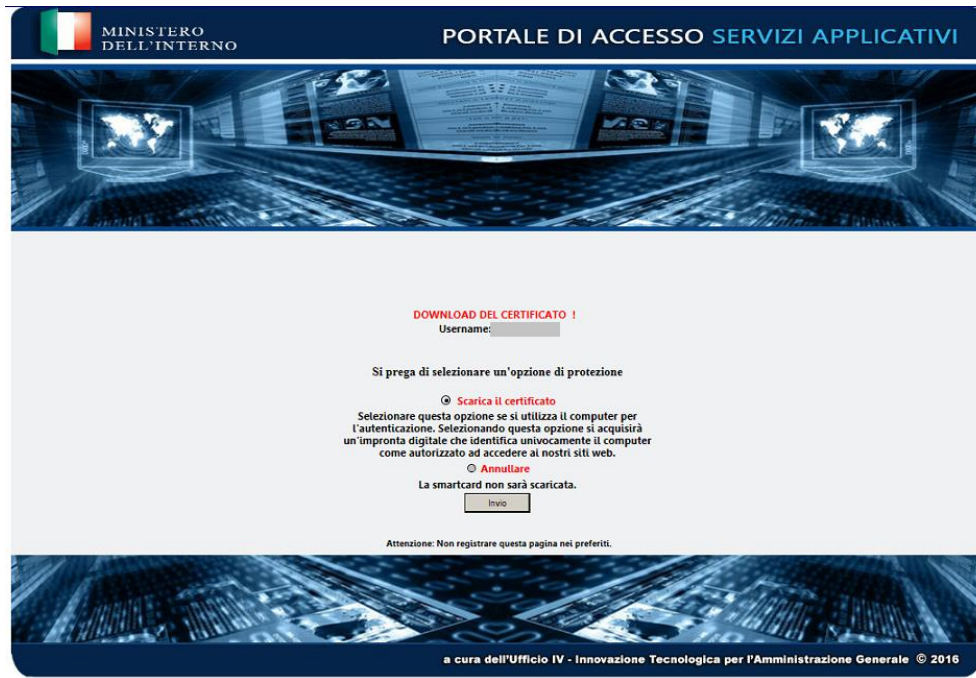 MINISTERO
DELL'INTERNO
PORTALE DI ACCESSO SERVIZI APPLICATIVI
DOWNLOAD DEL CERTIFICATO !
Username:
Si prega di selezionare un'opzione di protezione
Scarica il certificato
Selezionare questa opzione se si utilizza il computer per
l'autenticazione. Selezionando questa opzione si acquisirà
un'impronta digitale che identifica univocamente il computer
come autorizzato ad accedere ai nostri siti web.
Annullare
La smartcard non sarà scaricata.
Invio
Attenzione: Non registrare questa pagina nei preferiti.
a cura dell'Ufficio IV - Innovazione Tecnologica per l'Amministrazione Generale © 2016